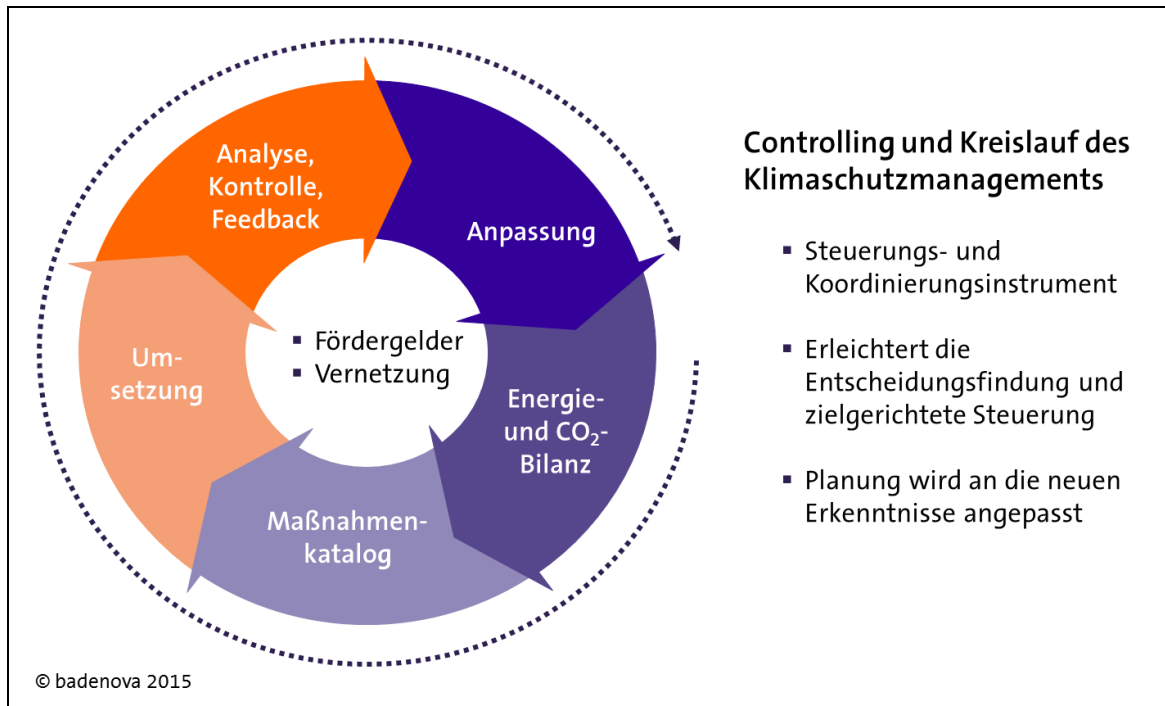 Analyse,
Kontrolle,
Feedback
Anpassung
Energie-
und CO₂-
Bilanz
Maßnahmen-
katalog
Um-
setzung
▪ Fördergelder
▪ Vernetzung
Controlling und Kreislauf des
Klimaschutzmanagements
▪ Steuerungs- und
Koordinierungsinstrument
▪ Erleichtert die
Entscheidungsfindung und
zielgerichtete Steuerung
▪ Planung wird an die neuen
Erkenntnisse angepasst
© badenova 2015